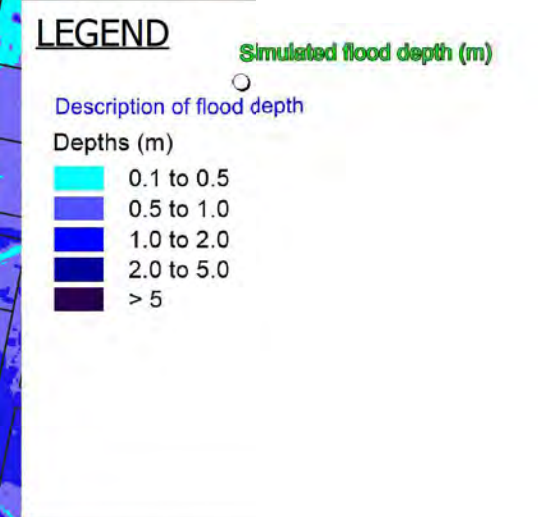 LEGEND
Simulated flood depth (m)
Description of flood depth
Depths (m)
0.1 to 0.5
0.5 to 1.0
1.0 to 2.0
2.0 to 5.0
> 5